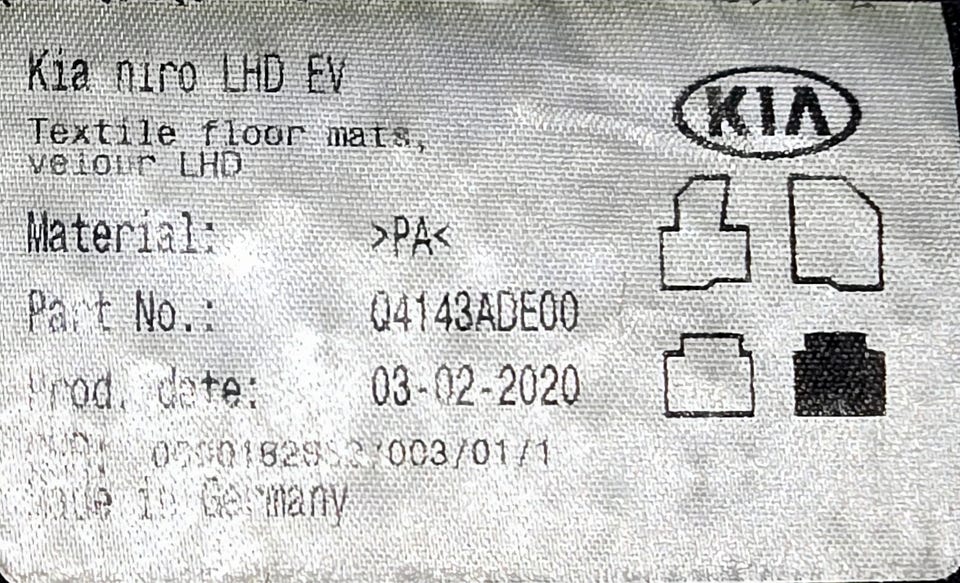 Kia niro LHD EV
KIA
Textile floor mats,
velour LHD
Material: >PA<
Part No.: Q4143ADE00
Prod. date: 03-02-2020
Made in Germany